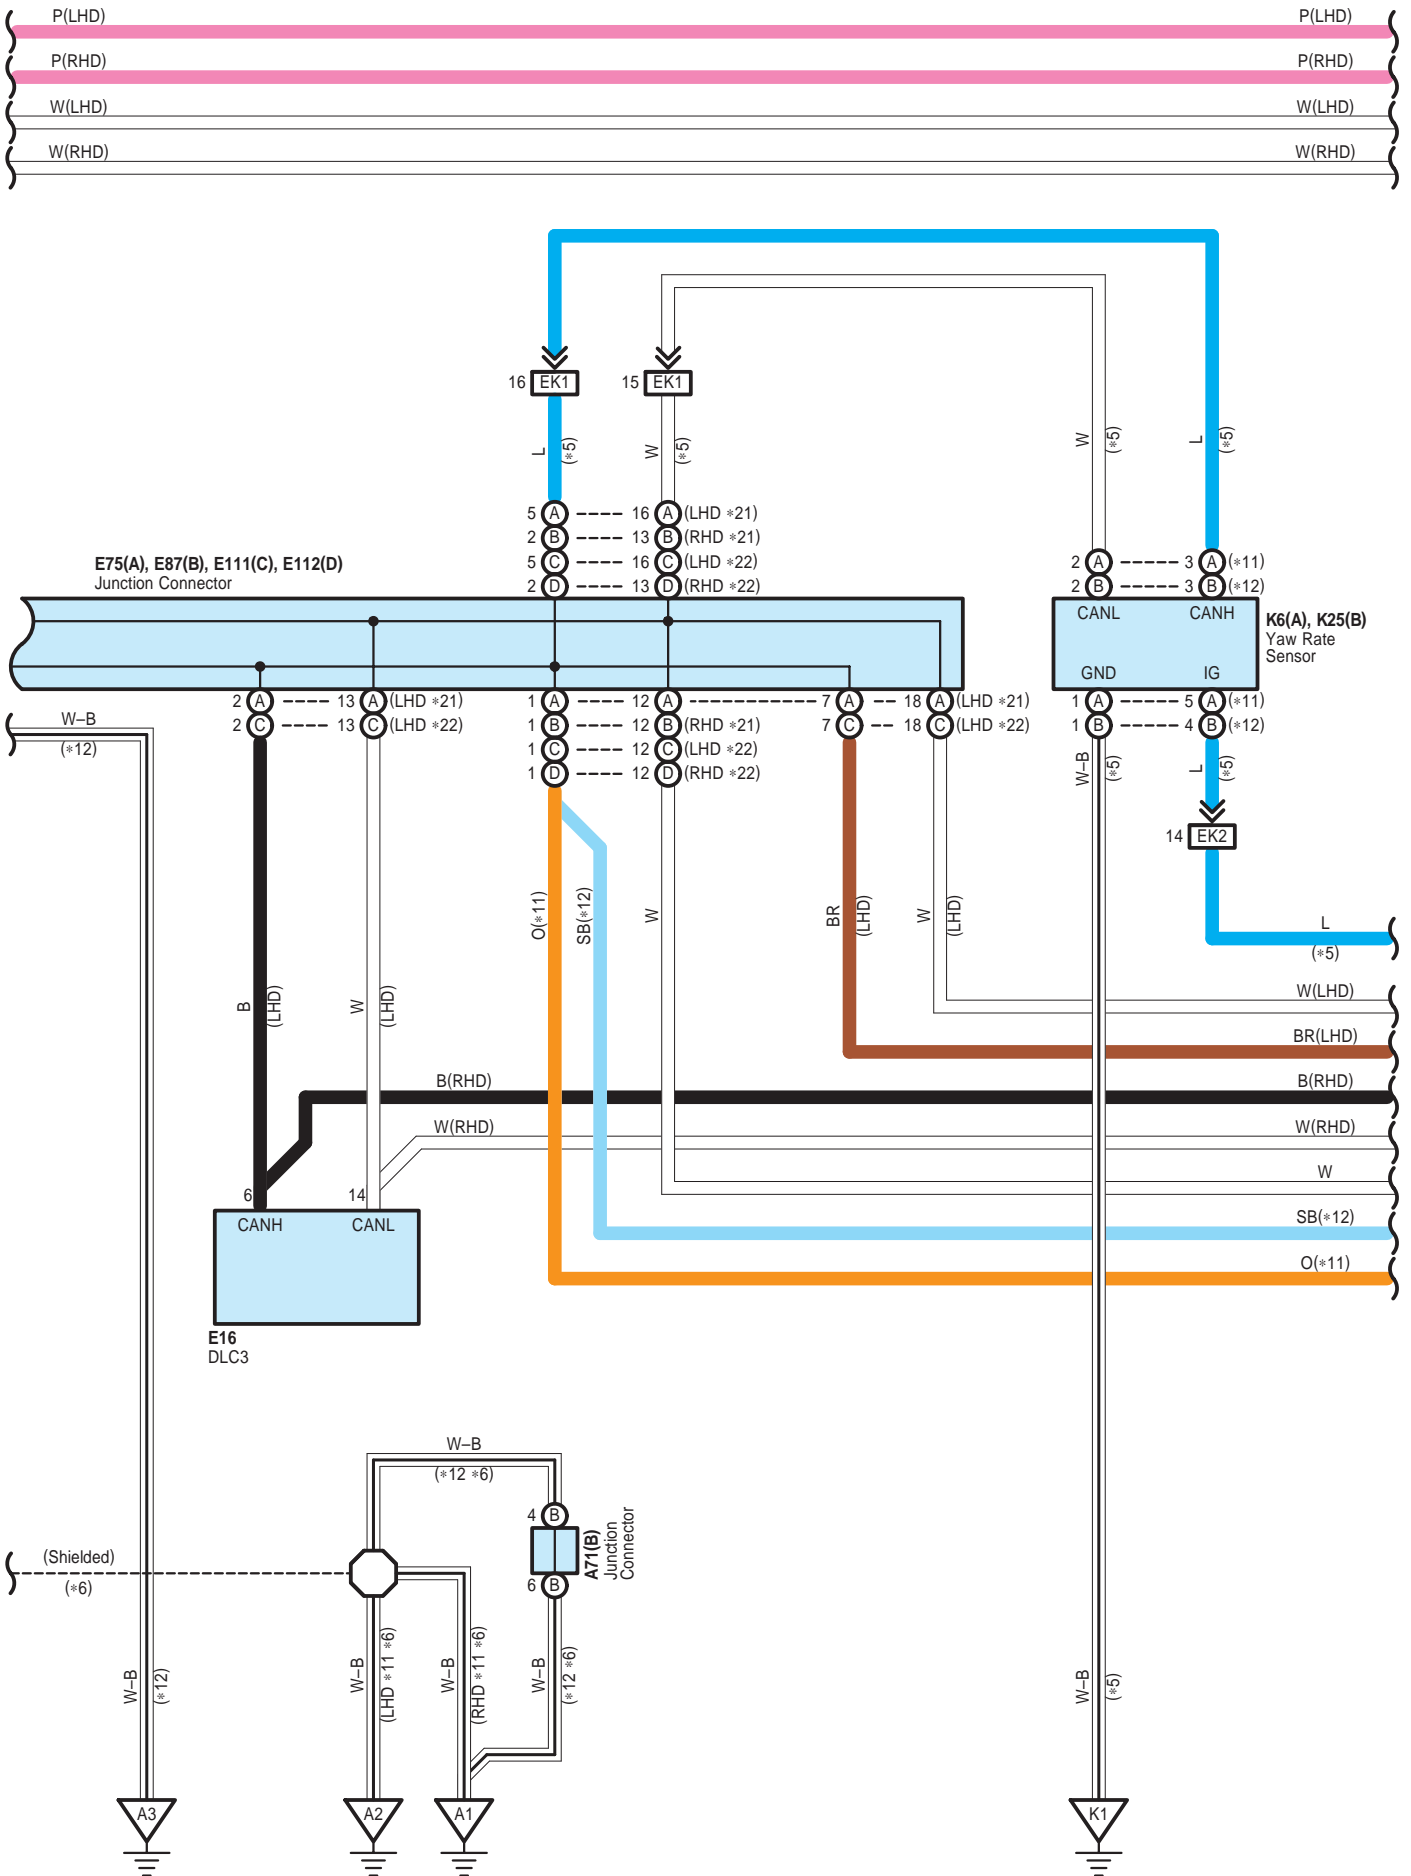 P(LHD) P(LHD)
P(RHD) P(RHD)
W(LHD) W(LHD)
W(RHD) W(RHD)
16 EK1 15 EK1
L (*5) W (*5) W (*5) L (*5)
5 A 16 A (LHD *21)
2 B 13 B (RHD *21)
5 C 16 C (LHD *22)
2 D 13 D (RHD *22)
2 A 3 A (*11)
2 B 3 B (*12)
E75(A), E87(B), E111(C), E112(D)
Junction Connector
CANL CANH
GND IG
K6(A), K25(B)
Yaw Rate
Sensor
2 A 13 A (LHD *21) 1 A 12 A 7 A 18 A (LHD *21) 1 A 5 A (*11)
2 C 13 C (LHD *22) 1 B 12 B (RHD *21) 7 C 18 C (LHD *22) 1 B 4 B (*12)
1 C 12 C (LHD *22)
1 D 12 D (RHD *22)
W–B
(*12)
W–B (*5) L (*5)
14 EK2
O(*11) SB(*12) W BR (LHD) W (LHD)
L
(*5)
B (LHD) W (LHD)
W(LHD)
BR(LHD)
B(RHD) B(RHD)
W(RHD) W(RHD)
W
6 14
CANH CANL
SB(*12)
O(*11)
E16
DLC3
W–B
(*12 *6)
4 B
A71(B)
Junction
Connector
6 B
(Shielded)
(*6)
W–B (*12) W–B (LHD *11 *6) W–B (RHD *11 *6) W–B (*12 *6) W–B (*5)
A3 A2 A1 K1